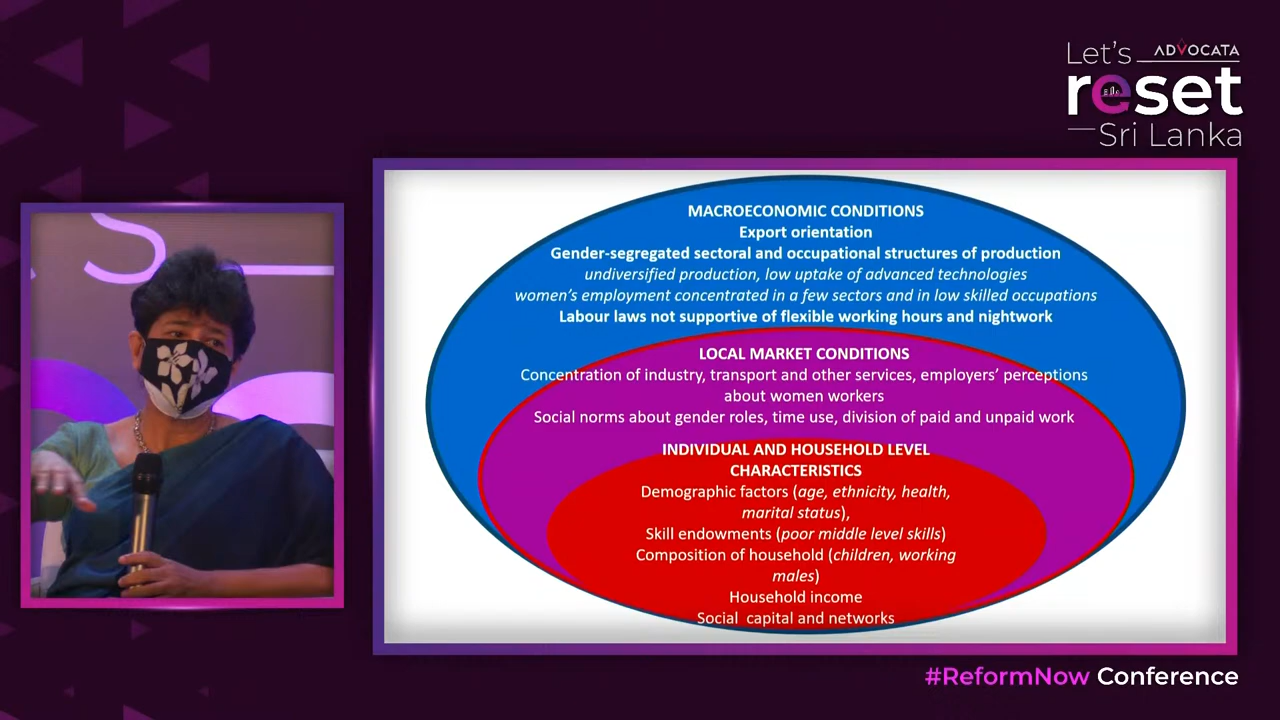 Let's
ADVOCATA
reset
Sri Lanka
S
MACROECONOMIC CONDITIONS
Export orientation
Gender-segregated sectoral and occupational structures of production
undiversified production, low uptake of advanced technologies
women's employment concentrated in a few sectors and in low skilled occupations
Labour laws not supportive of flexible working hours and nightwork
LOCAL MARKET CONDITIONS
Concentration of industry, transport and other services, employers' perceptions
about women workers
Social norms about gender roles, time use, division of paid and unpaid work
INDIVIDUAL AND HOUSEHOLD LEVEL
CHARACTERISTICS
Demographic factors (age, ethnicity, health,
marital status),
Skill endowments (poor middle level skills)
Composition of household (children, working
males)
Household income
Social capital and networks
#ReformNow Conference